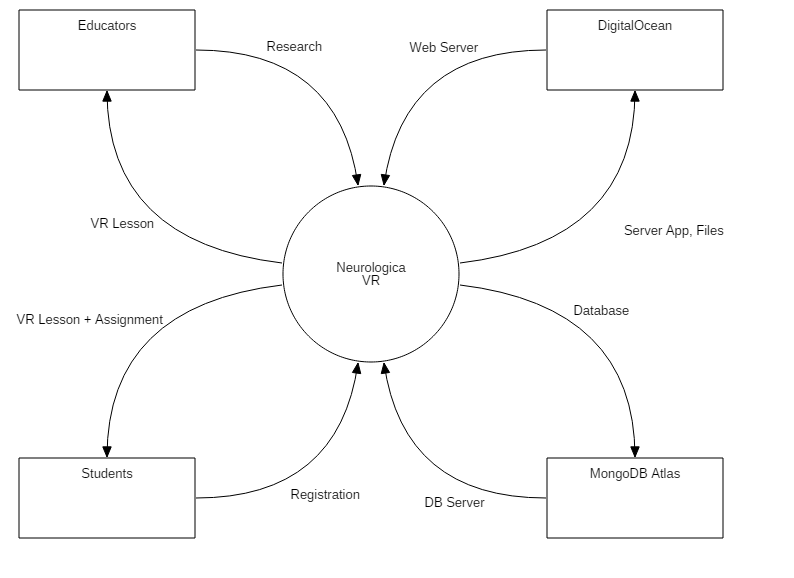 Educators
DigitalOcean
Research
Web Server
VR Lesson
Server App, Files
Neurologica
VR
VR Lesson + Assignment
Database
Students
MongoDB Atlas
Registration
DB Server